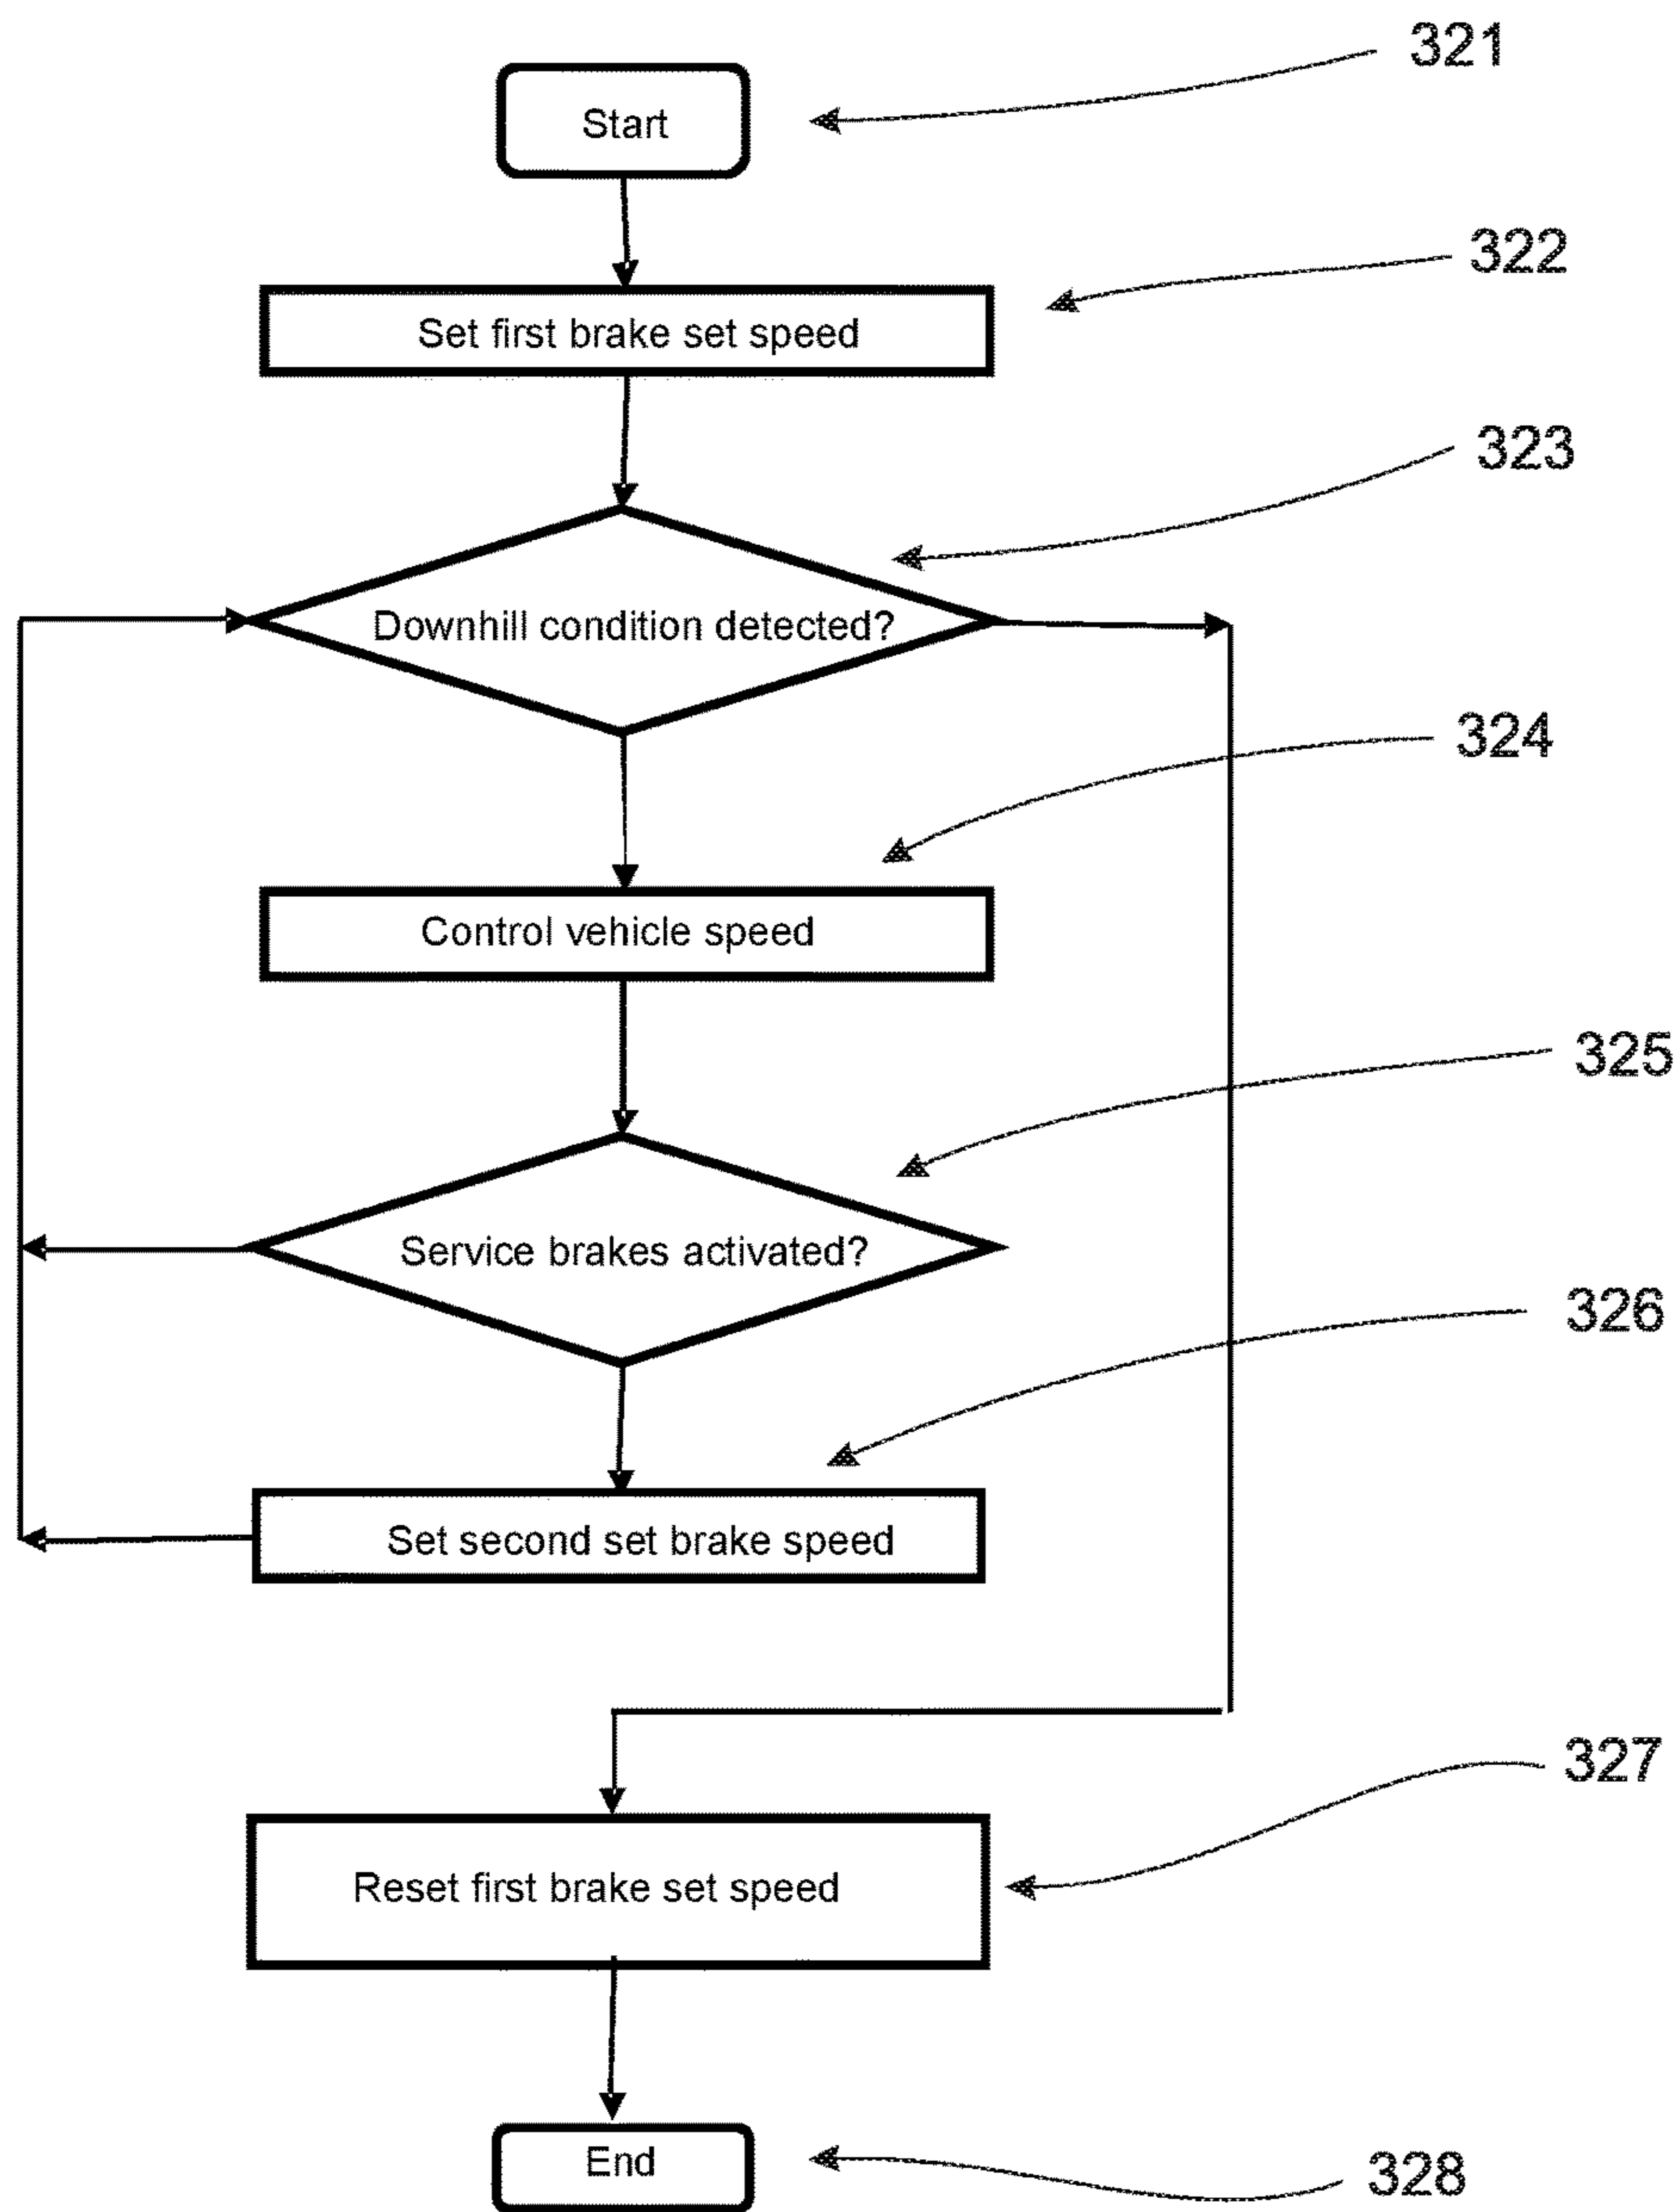 321
Start
322
Set first brake set speed
323
Downhill condition detected?
324
Control vehicle speed
325
Service brakes activated?
326
Set second set brake speed
327
Reset first brake set speed
End
328